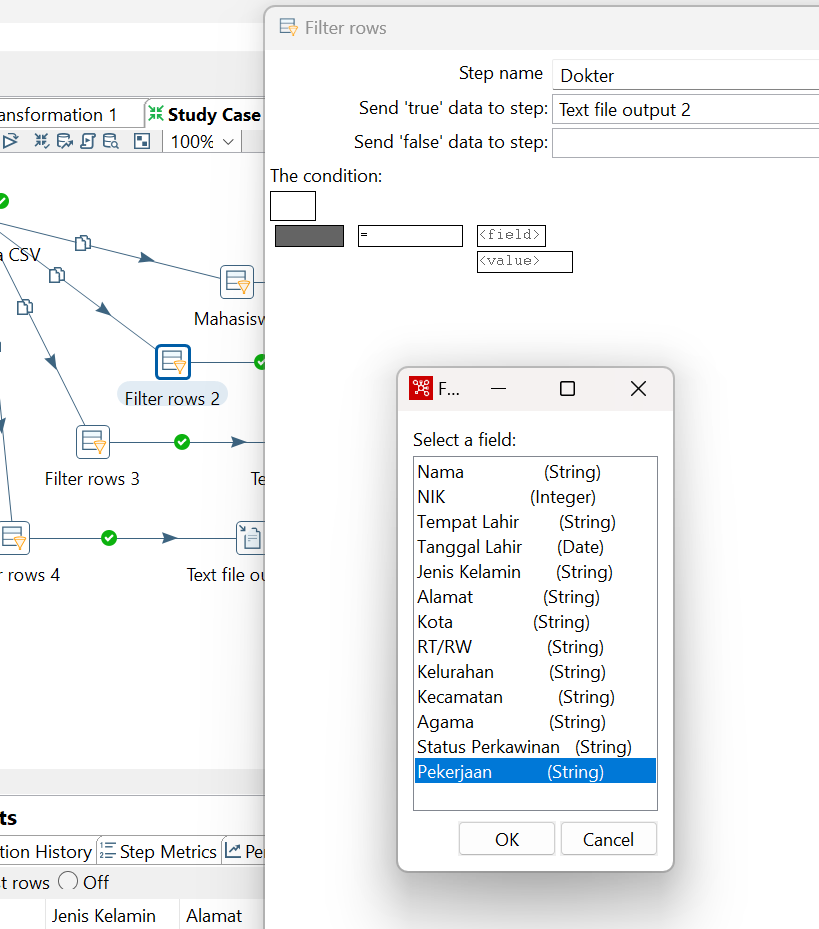 Filter rows
Step name Dokter
Send 'true' data to step: Text file output 2
Send 'false' data to step:
The condition:
= <field>
<value>
ansformation 1 Study Case
100%
a CSV
Mahasisw
Filter rows 2
Filter rows 3 Te
r rows 4 Text file ou
F...
Select a field:
Nama (String)
NIK (Integer)
Tempat Lahir (String)
Tanggal Lahir (Date)
Jenis Kelamin (String)
Alamat (String)
Kota (String)
RT/RW (String)
Kelurahan (String)
Kecamatan (String)
Agama (String)
Status Perkawinan (String)
Pekerjaan (String)
OK Cancel
ts
tion History Step Metrics Pe
t rows Off
Jenis Kelamin Alamat